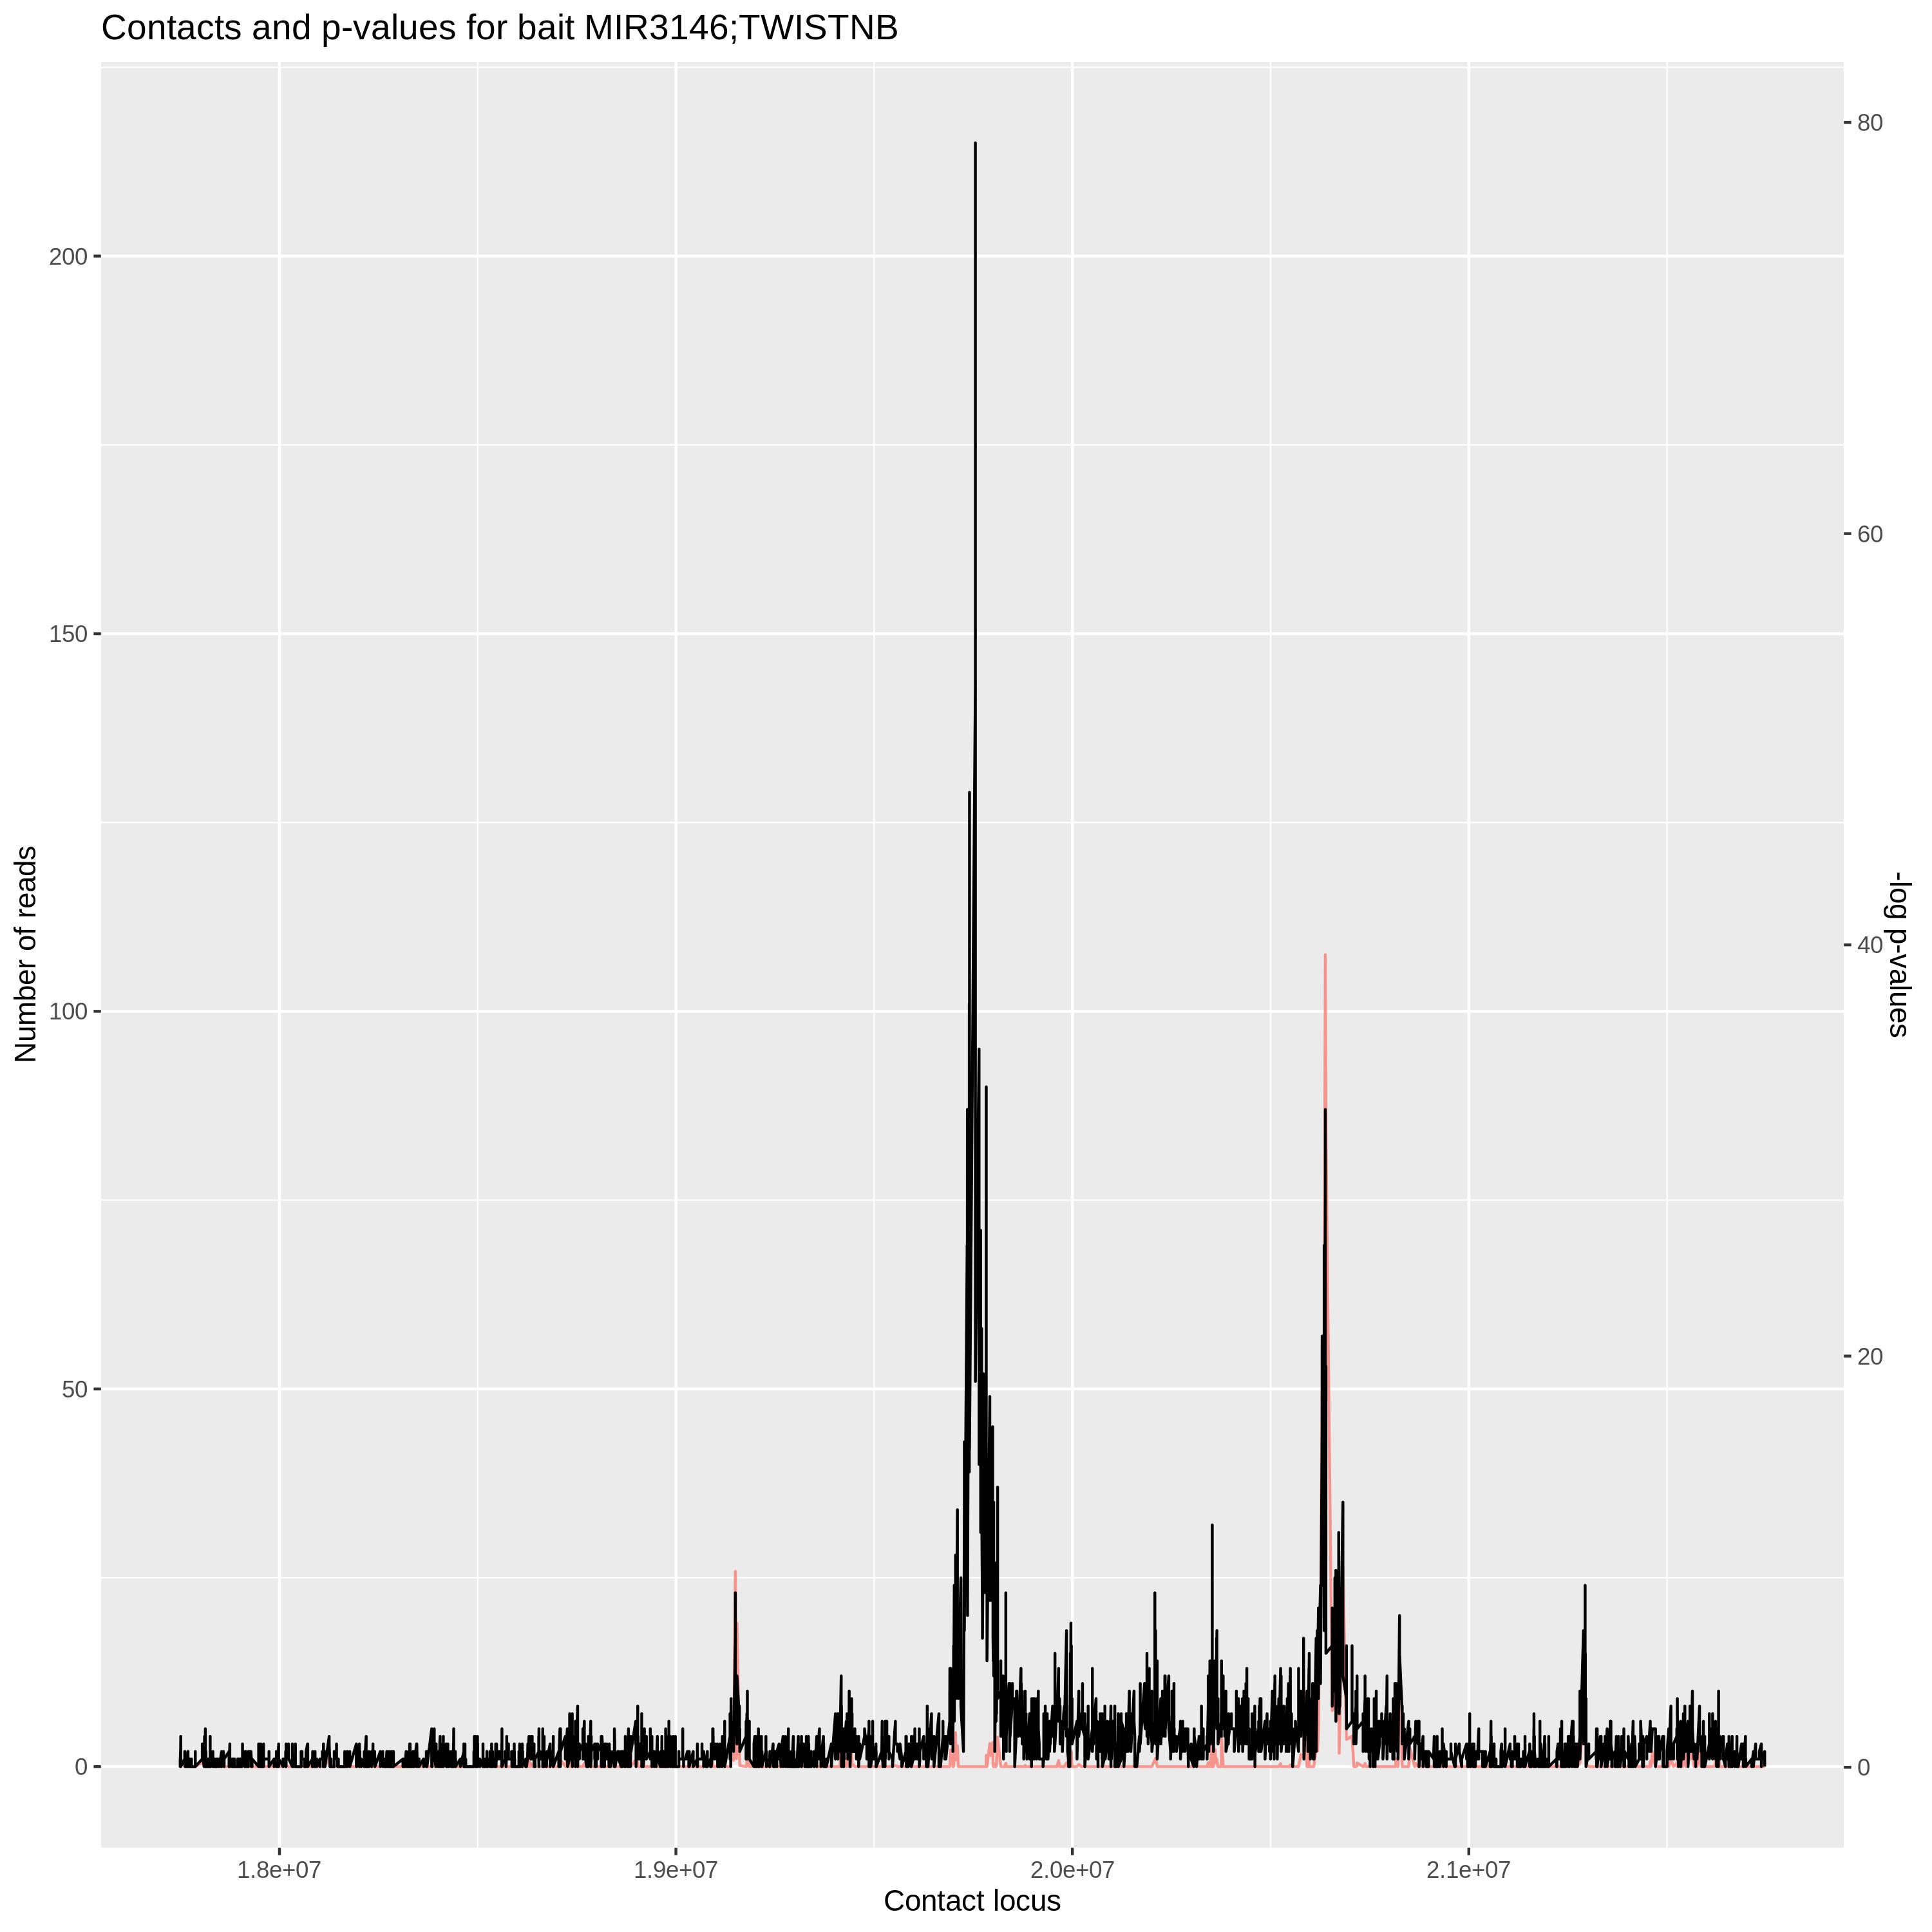 Contacts and p-values for bait MIR3146;TWISTNB
Number of reads
200
150
100
50
0
80
60
40
20
0
-log p-values
1.8e+07
1.9e+07
2.0e+07
2.1e+07
Contact locus